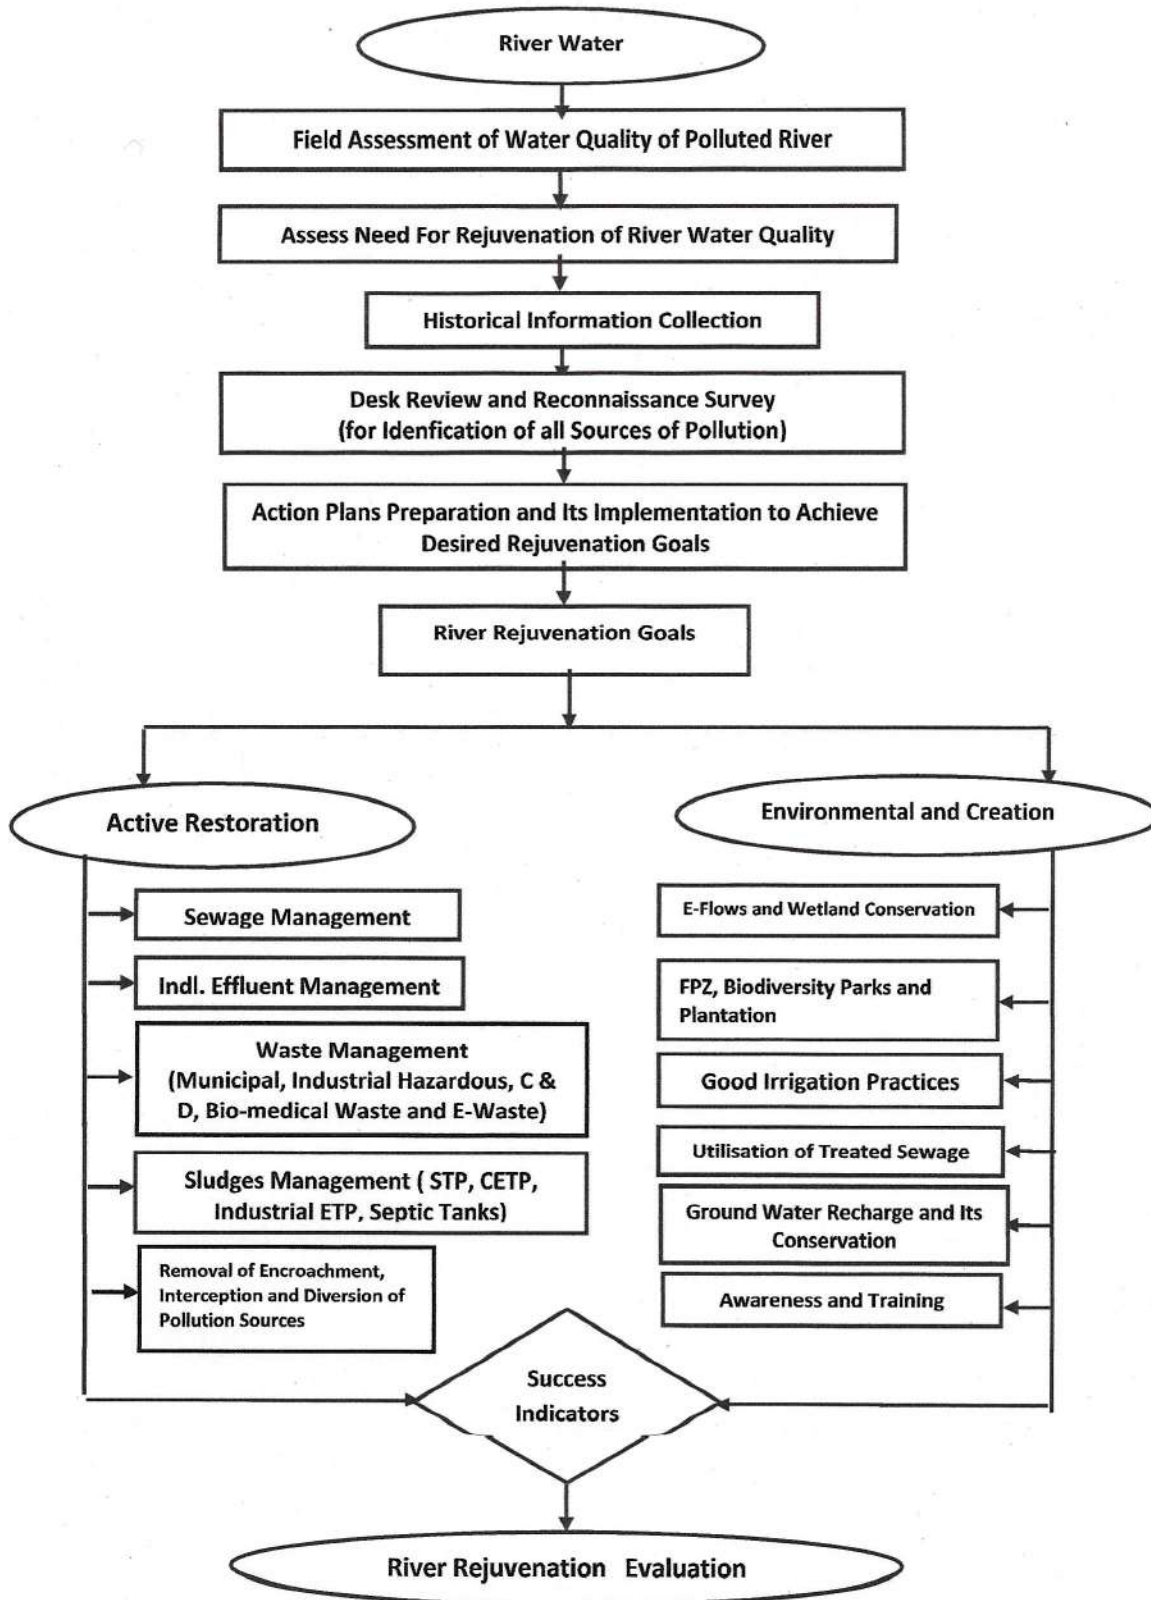 River Water
Field Assessment of Water Quality of Polluted River
Assess Need For Rejuvenation of River Water Quality
Historical Information Collection
Desk Review and Reconnaissance Survey
(for Idenfication of all Sources of Pollution)
Action Plans Preparation and Its Implementation to Achieve
Desired Rejuvenation Goals
River Rejuvenation Goals
Active Restoration
Sewage Management
Indl. Effluent Management
Waste Management
(Municipal, Industrial Hazardous, C &
D, Bio-medical Waste and E-Waste)
Sludges Management ( STP, CETP,
Industrial ETP, Septic Tanks)
Removal of Encroachment,
Interception and Diversion of
Pollution Sources
Environmental and Creation
E-Flows and Wetland Conservation
FPZ, Biodiversity Parks and
Plantation
Good Irrigation Practices
Utilisation of Treated Sewage
Ground Water Recharge and Its
Conservation
Awareness and Training
Success
Indicators
River Rejuvenation Evaluation